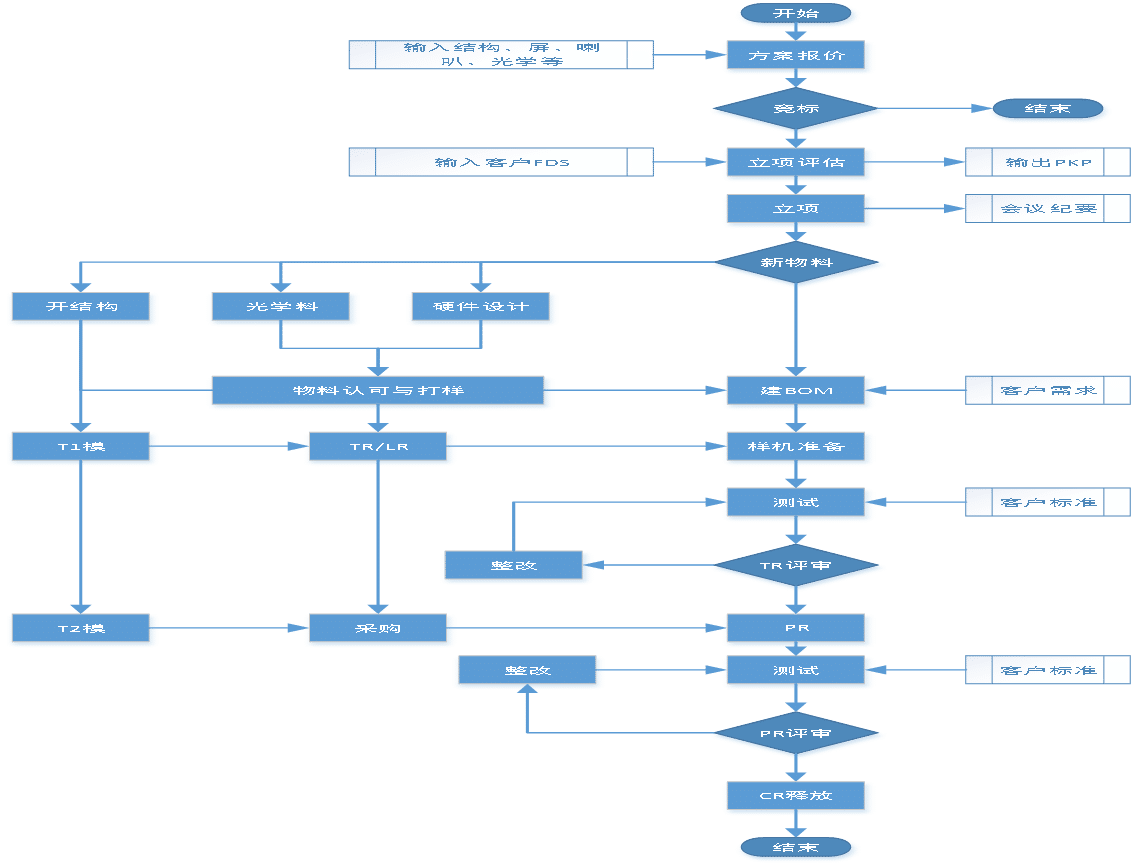 开始
输入结构、屏、喇
叭、光学等
方案报价
竞标
结束
输入客户FDS
立项评估
输出PKP
立项
会议纪要
新物料
开结构
光学料
硬件设计
物料认可与打样
建BOM
客户需求
T1模
TR/LR
样机准备
测试
客户标准
整改
TR评审
T2模
采购
PR
整改
测试
客户标准
PR评审
CR释放
结束